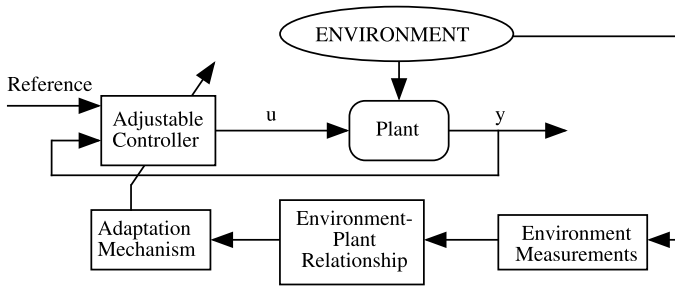 ENVIRONMENT
Reference
Adjustable
Controller
u
Plant
y
Adaptation
Mechanism
Environment-
Plant
Relationship
Environment
Measurements